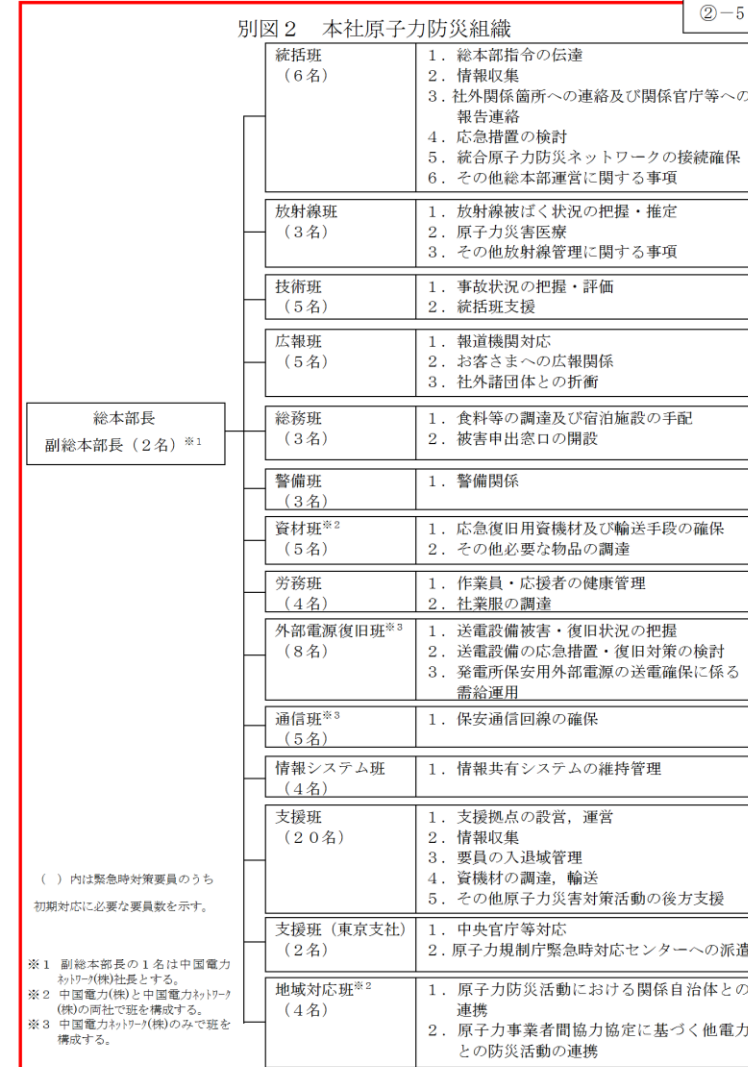 ②－5
別図２　本社原子力防災組織
統括班
（６名）
１．総本部指令の伝達
２．情報収集
３．社外関係箇所への連絡及び関係官庁等への
報告連絡
４．応急措置の検討
５．統合原子力防災ネットワークの接続確保
６．その他総本部運営に関する事項
放射線班
（３名）
１．放射線被ばく状況の把握・推定
２．原子力災害医療
３．その他放射線管理に関する事項
技術班
（５名）
１．事故状況の把握・評価
２．統括班支援
広報班
（５名）
１．報道機関対応
２．お客さまへの広報関係
３．社外諸団体との折衝
総本部長
副総本部長（２名）※1
総務班
（３名）
１．食料等の調達及び宿泊施設の手配
２．被害申出窓口の開設
警備班
（３名）
１．警備関係
資材班※2
（５名）
１．応急復旧用資機材及び輸送手段の確保
２．その他必要な物品の調達
労務班
（４名）
１．作業員・応援者の健康管理
２．社業服の調達
外部電源復旧班※3
（８名）
１．送電設備被害・復旧状況の把握
２．送電設備の応急措置・復旧対策の検討
３．発電所保安用外部電源の送電確保に係る
需給運用
通信班※3
（５名）
１．保安通信回線の確保
情報システム班
（４名）
１．情報共有システムの維持管理
支援班
（２０名）
１．支援拠点の設営，運営
２．情報収集
３．要員の入退域管理
４．資機材の調達，輸送
５．その他原子力災害対策活動の後方支援
支援班（東京支社）
（２名）
１．中央官庁等対応
２．原子力規制庁緊急時対応センターへの派遣
地域対応班※2
（４名）
１．原子力防災活動における関係自治体との
連携
２．原子力事業者間協力協定に基づく他電力
との防災活動の連携
（　）内は緊急時対策要員のうち
初期対応に必要な要員数を示す。
※１　副総本部長の１名は中国電力
ﾈｯﾄﾜｰｸ(株)社長とする。
※２　中国電力(株)と中国電力ﾈｯﾄﾜｰｸ
(株)の両社で班を構成する。
※３　中国電力ﾈｯﾄﾜｰｸ(株)のみで班を
構成する。